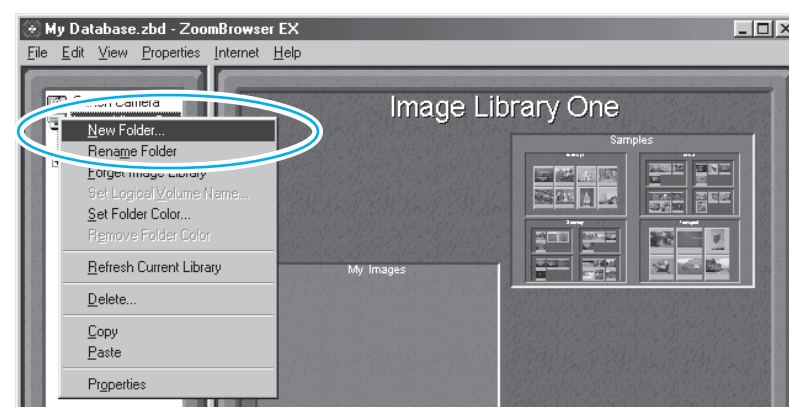 My Database.zbd - ZoomBrowser EX
File Edit View Properties Internet Help
Camera
Image Library One
New Folder...
Rename Folder
Forget Image Library
Set Logical Volume Name...
Set Folder Color...
Remove Folder Color
Refresh Current Library
Delete...
Copy
Paste
Properties
Samples
My Images